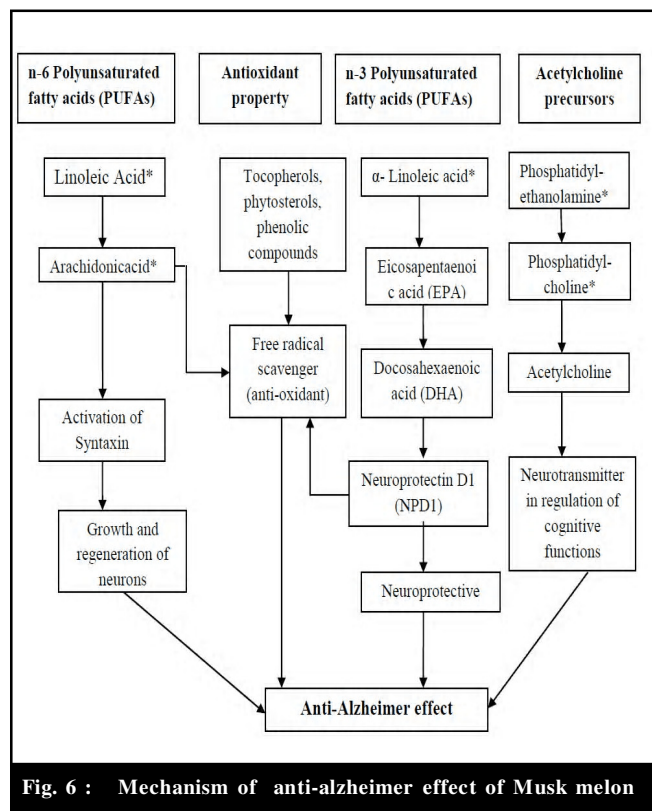 n-6 Polyunsaturated
fatty acids (PUFAs)
Antioxidant
property
n-3 Polyunsaturated
fatty acids (PUFAs)
Acetylcholine
precursors
Linoleic Acid*
Arachidonicacid*
Activation of
Syntaxin
Growth and
regeneration of
neurons
Tocopherols,
phytosterols,
phenolic
compounds
Free radical
scavenger
(anti-oxidant)
α- Linoleic acid*
Eicosapentaenoi
c acid (EPA)
Docosahexaenoic
acid (DHA)
Neuroprotectin D1
(NPD1)
Neuroprotective
Phosphatidyl-
ethanolamine*
Phosphatidyl-
choline*
Acetylcholine
Neurotransmitter
in regulation of
cognitive
functions
Anti-Alzheimer effect
Fig. 6 : Mechanism of anti-alzheimer effect of Musk melon